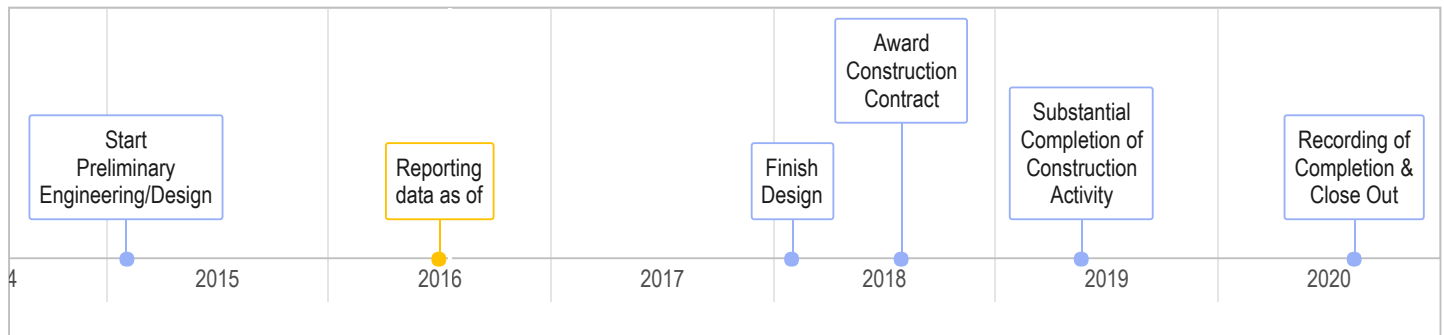 Start
Preliminary
Engineering/Design
Reporting
data as of
Finish
Design
Award
Construction
Contract
Substantial
Completion of
Construction
Activity
Recording of
Completion &
Close Out
4
2015
2016
2017
2018
2019
2020